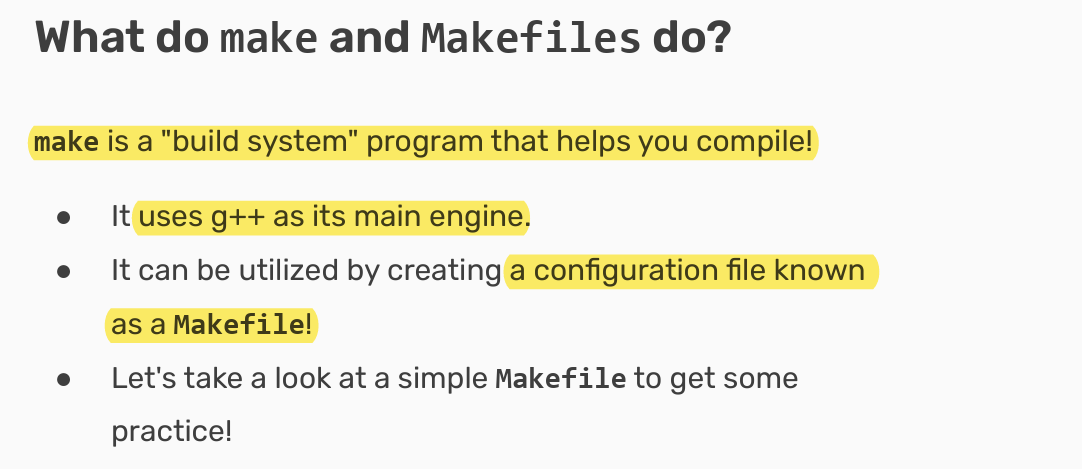 What do make and Makefiles do?
make is a "build system" program that helps you compile!
● It uses g++ as its main engine.
● It can be utilized by creating a configuration file known
as a Makefile!
● Let's take a look at a simple Makefile to get some
practice!